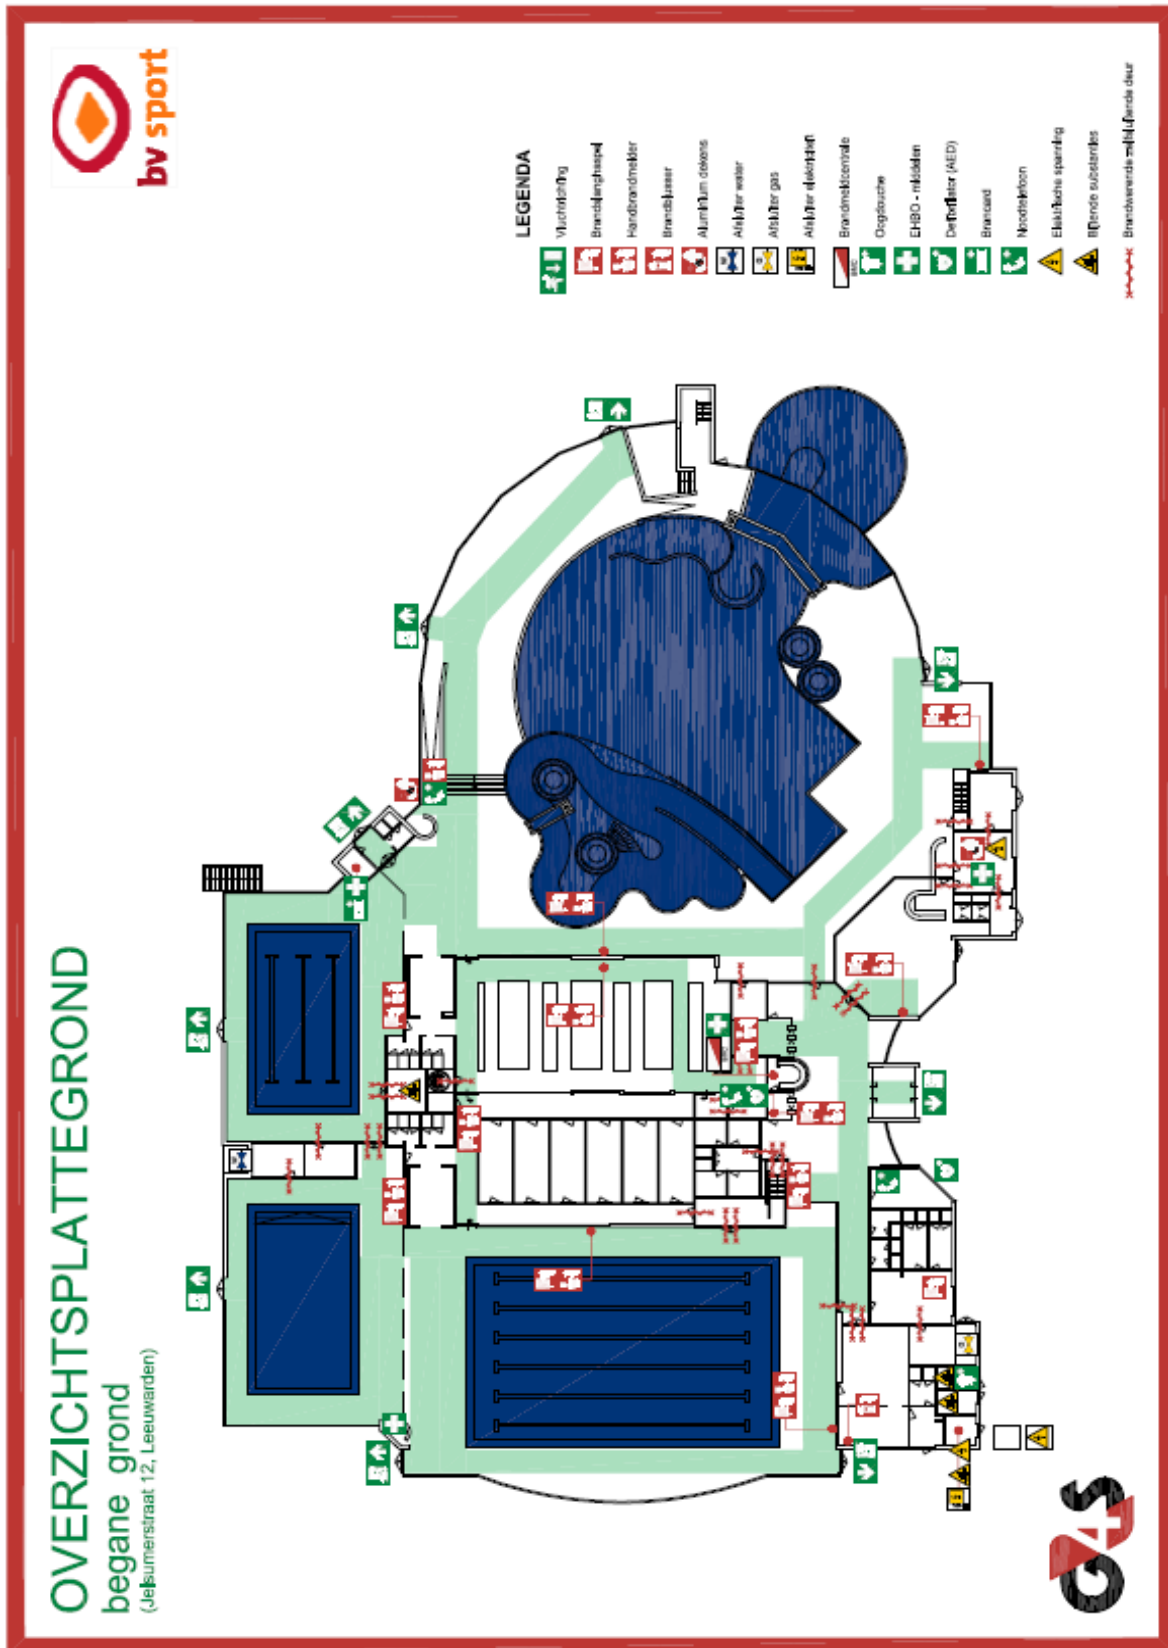 OVERZICHTSPLATTEGROND
begane grond
(Jelsumerstraat 12, Leeuwarden)
bv sport
LEGENDA
Vluchtrichting
Brandslanghaspel
Handbrandmelder
Brandblusser
Aluminium dekens
Afsluiter water
Afsluiter gas
Afsluiter elektriciteit
BMC
Brandmeldcentrale
Oogdouche
EHBO - middelen
Defibrillator (AED)
Brancard
Noodtelefoon
Elektrische spanning
Bijtende substanties
Brandwerende zelfsluitende deur
G4S